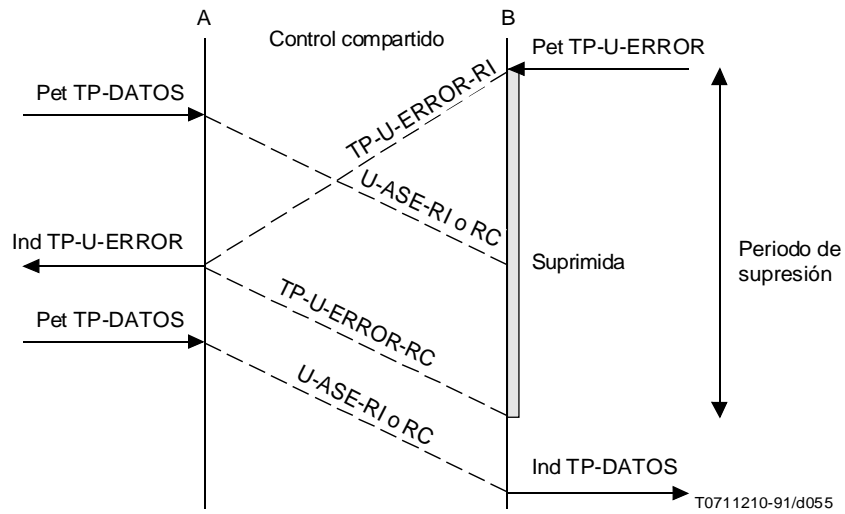 A
B
Control compartido
Pet TP-U-ERROR
Pet TP-DATOS
TP-U-ERROR-RI
U-ASE-RI o RC
Ind TP-U-ERROR
Suprimida
Periodo de
supresión
TP-U-ERROR-RC
Pet TP-DATOS
U-ASE-RI o RC
Ind TP-DATOS
T0711210-91/d055